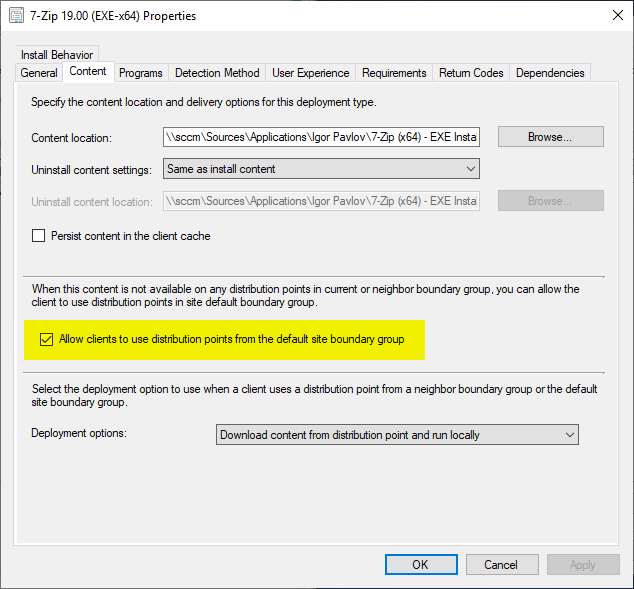 7-Zip 19.00 (EXE-x64) Properties
Install Behavior
General Content Programs Detection Method User Experience Requirements Return Codes Dependencies
Specify the content location and delivery options for this deployment type.
Content location: \\sccm\Sources\Applications\Igor Pavlov\7-Zip (x64) - EXE Instal Browse...
Uninstall content settings: Same as install content
Uninstall content location: \\sccm\Sources\Applications\Igor Pavlov\7-Zip (x64) - EXE Instal Browse...
Persist content in the client cache
When this content is not available on any distribution points in current or neighbor boundary group, you can allow the
client to use distribution points in site default boundary group.
Allow clients to use distribution points from the default site boundary group
Select the deployment option to use when a client uses a distribution point from a neighbor boundary group or the default
site boundary group.
Deployment options: Download content from distribution point and run locally
OK Cancel Apply